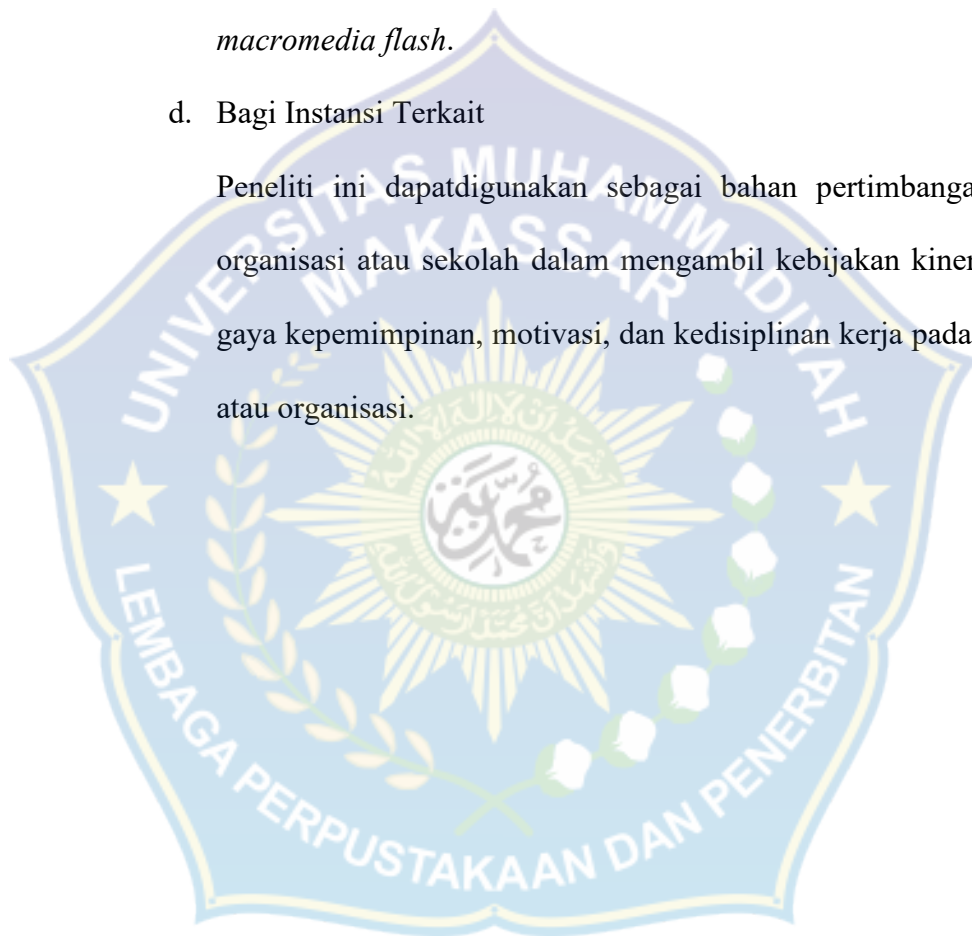 macromedia flash.
d. Bagi Instansi Terkait
Peneliti ini dapatdigunakan sebagai bahan pertimbanga
organisasi atau sekolah dalam mengambil kebijakan kiner
gaya kepemimpinan, motivasi, dan kedisiplinan kerja pada
atau organisasi.
UNIVERSITAS MUHAMMADIYAH
MAKASSAR
LEMBAGA PERPUSTAKAAN DAN PENERBITAN